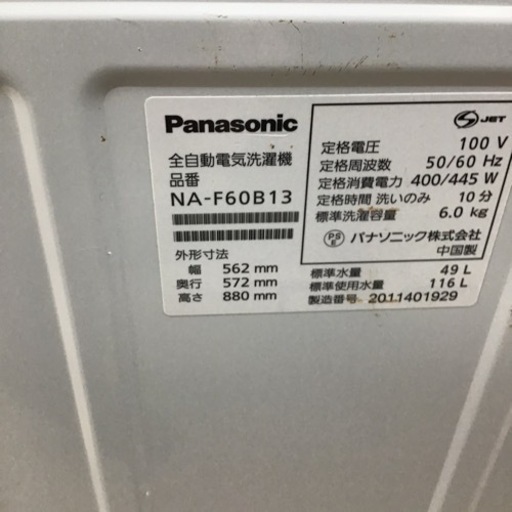 Panasonic
全自動電気洗濯機
品番
NA-F60B13
外形寸法
幅 562 mm
奥行 572 mm
高さ 880 mm
S JET
定格電圧 100 V
定格周波数 50/60 Hz
定格消費電力 400/445 W
定格時間 洗いのみ 10 分
標準洗濯容量 6.0 kg
PS E パナソニック株式会社
中国製
標準水量 49 L
標準使用水量 116 L
製造番号 2011401929